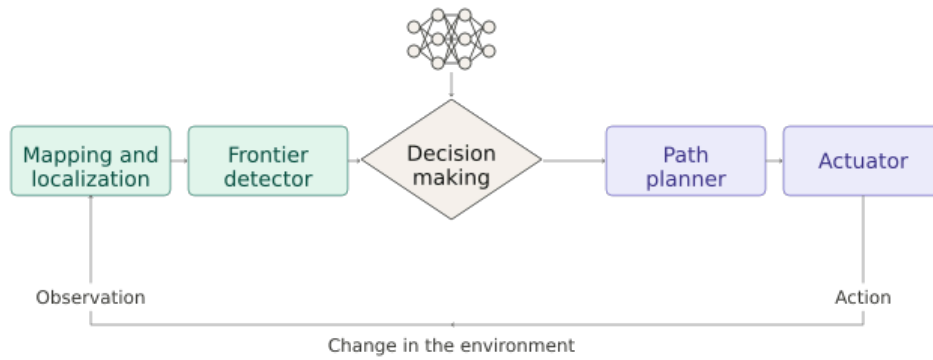 Mapping and
localization
Frontier
detector
Decision
making
Path
planner
Actuator
Observation
Action
Change in the environment